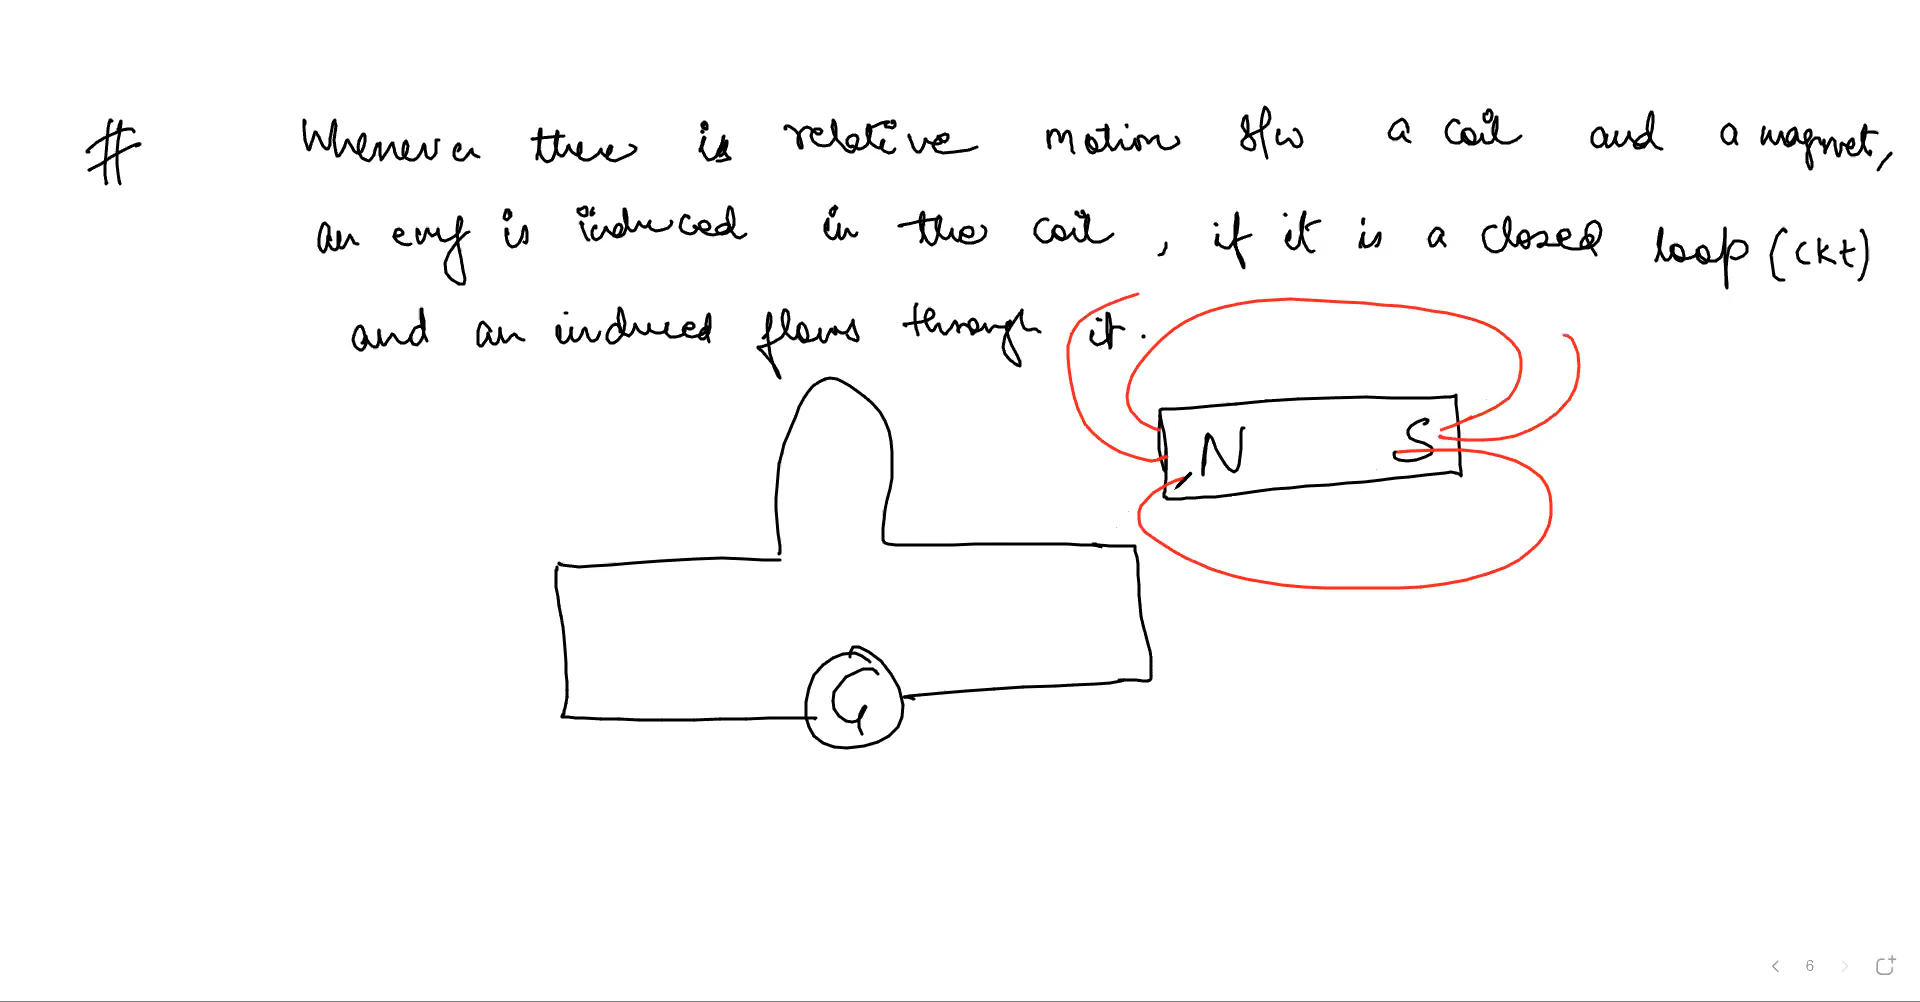 # Whenever there is relative motion b/w a coil and a magnet,
an emf is induced in the coil, if it is a closed loop (ckt)
and an induced flows through it.
N S
G
6